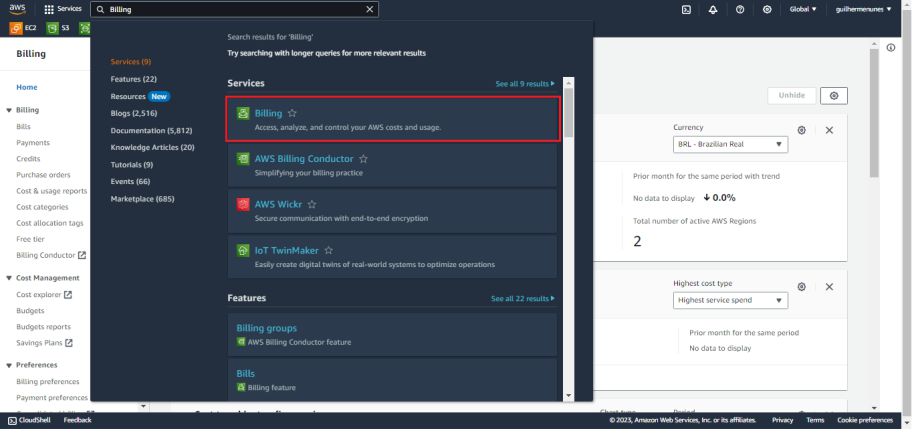 aws
Services
Billing
Global
guilhermenunes
EC2
S3
Billing
Home
Billing
Bills
Payments
Credits
Purchase orders
Cost & usage reports
Cost categories
Cost allocation tags
Free tier
Billing Conductor
Cost Management
Cost explorer
Budgets
Budgets reports
Savings Plans
Preferences
Billing preferences
Payment preferences
Services (9)
Features (22)
Resources New
Blogs (2,516)
Documentation (5,812)
Knowledge Articles (20)
Tutorials (9)
Events (66)
Marketplace (685)
Search results for 'Billing'
Try searching with longer queries for more relevant results
Services
See all 9 results
Billing
Access, analyze, and control your AWS costs and usage.
AWS Billing Conductor
Simplifying your billing practice
AWS Wickr
Secure communication with end-to-end encryption
IoT TwinMaker
Easily create digital twins of real-world systems to optimize operations
Features
See all 22 results
Billing groups
AWS Billing Conductor feature
Bills
Billing feature
Unhide
Currency
BRL - Brazilian Real
Prior month for the same period with trend
No data to display 0.0%
Total number of active AWS Regions
2
Highest cost type
Highest service spend
Prior month for the same period
No data to display
Chart type
Period
CloudShell
Feedback
© 2023, Amazon Web Services, Inc. or its affiliates.
Privacy
Terms
Cookie preferences